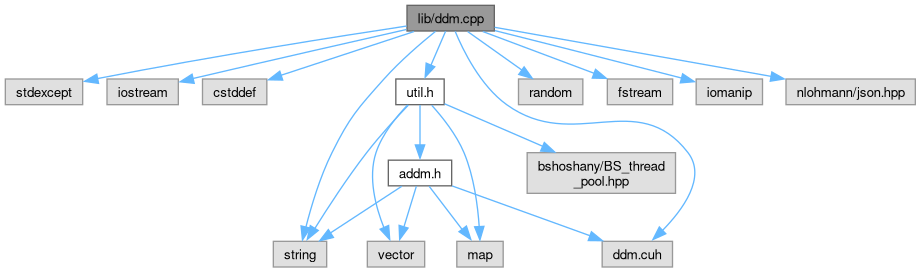 lib/ddm.cpp
stdexcept
iostream
cstddef
util.h
random
fstream
iomanip
nlohmann/json.hpp
addm.h
bshoshany/BS_thread
_pool.hpp
string
vector
map
ddm.cuh